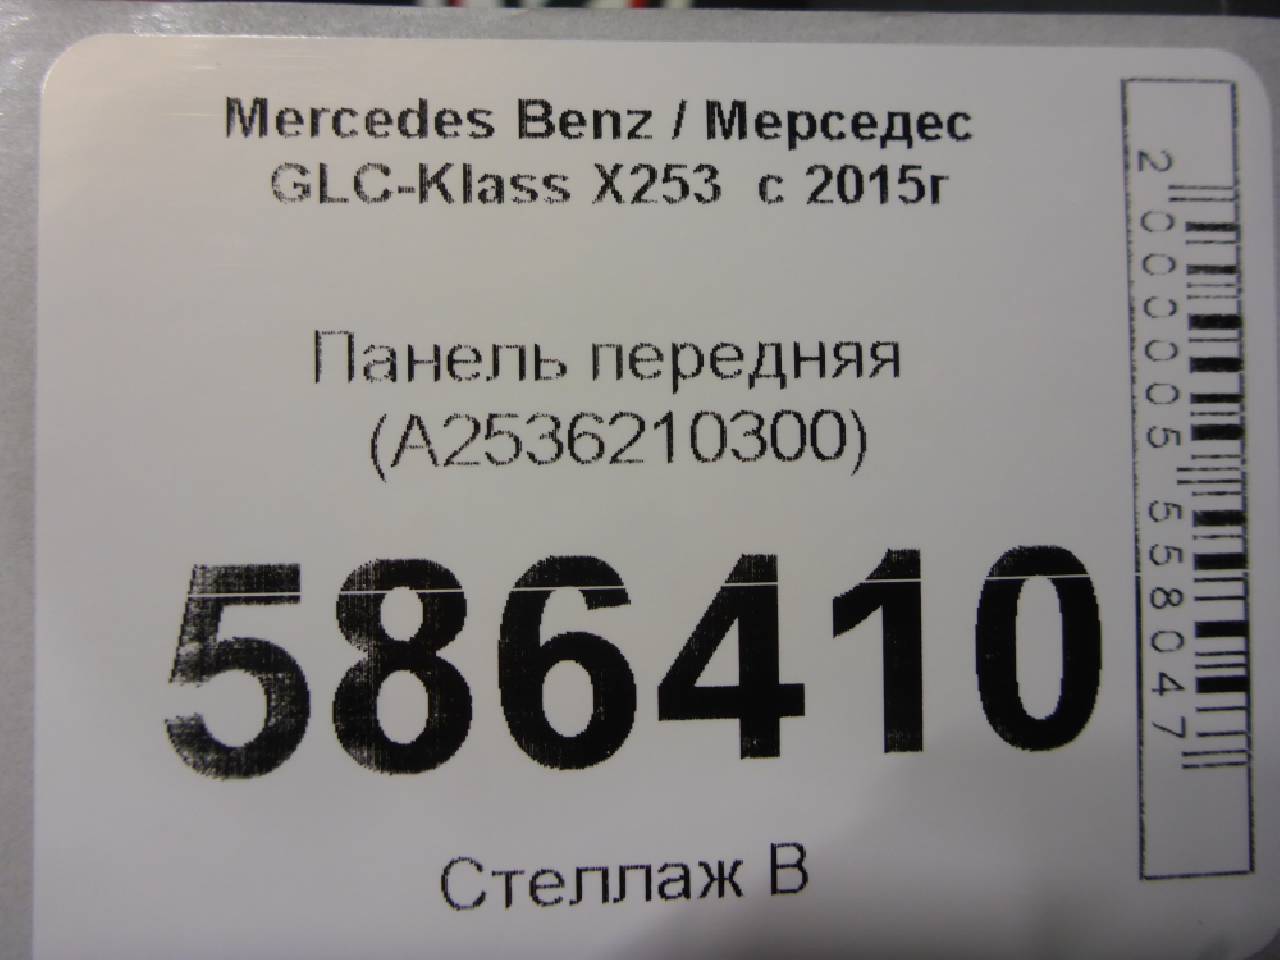 Mercedes Benz / Мерседес
GLC-Klass X253 с 2015г
Панель передняя
(A2536210300)
586410
Стеллаж В
2000005558047